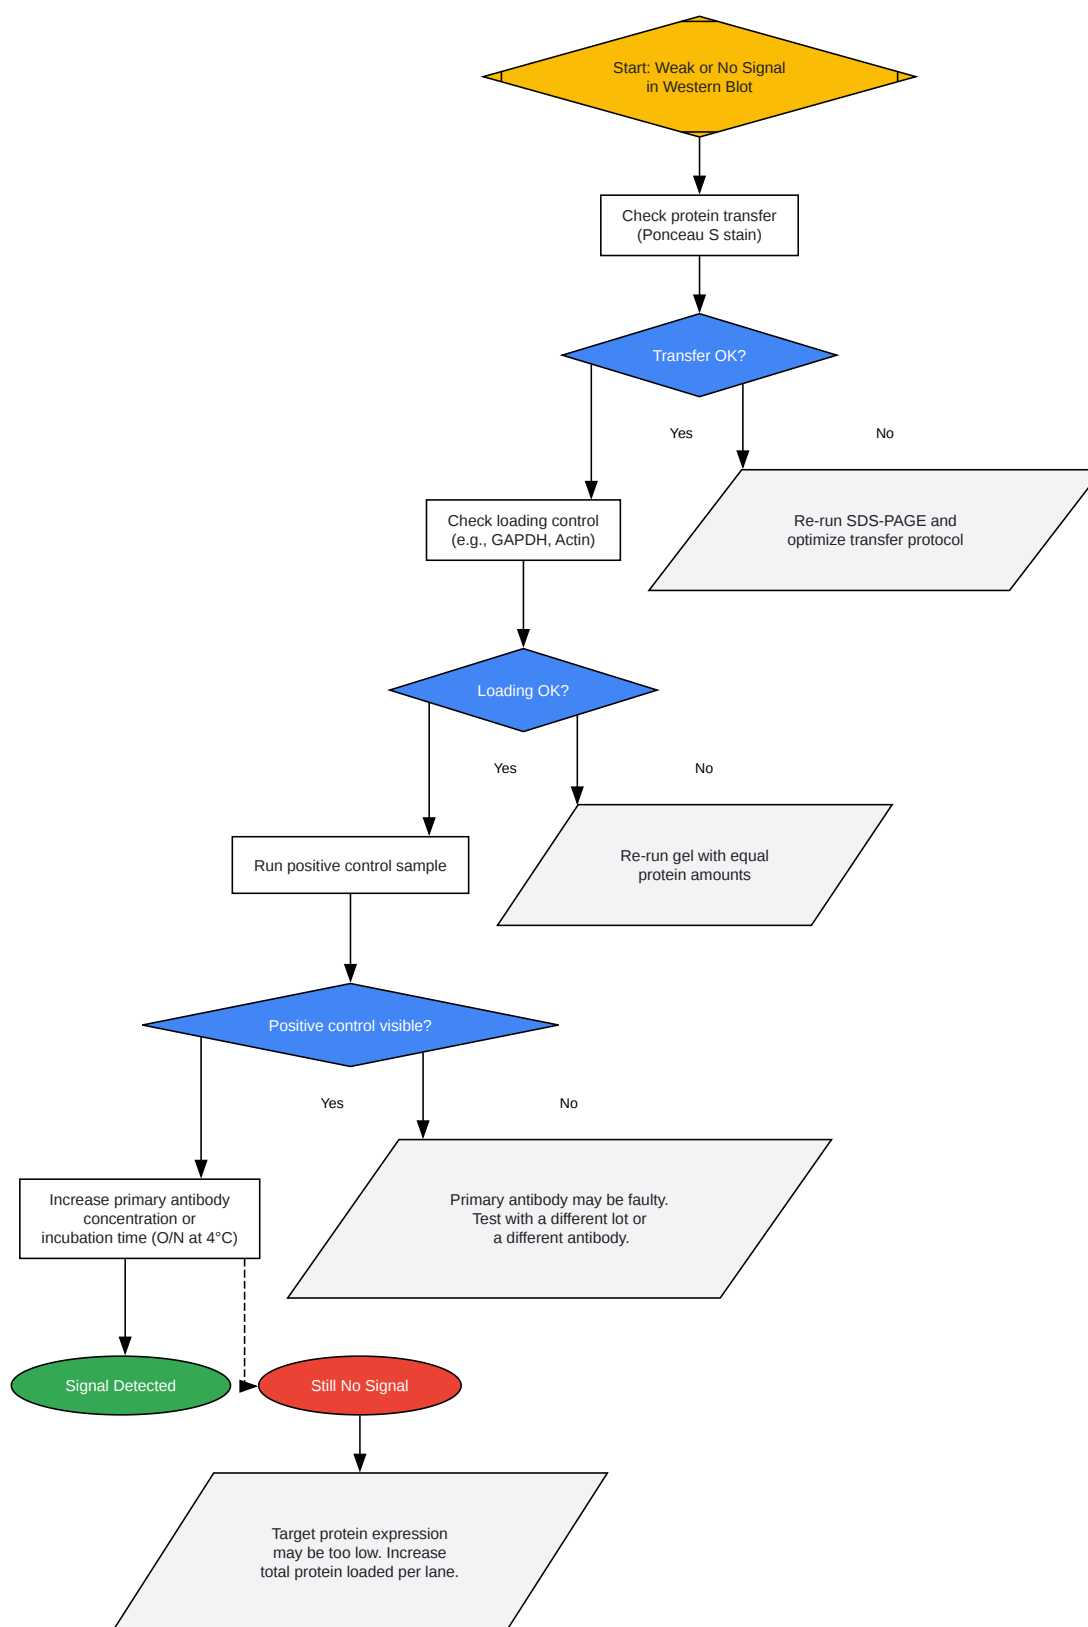 Start: Weak or No Signal
in Western Blot
Check protein transfer
(Ponceau S stain)
Transfer OK?
Yes
No
Check loading control
(e.g., GAPDH, Actin)
Re-run SDS-PAGE and
optimize transfer protocol
Loading OK?
Yes
No
Run positive control sample
Re-run gel with equal
protein amounts
Positive control visible?
Yes
No
Increase primary antibody
concentration or
incubation time (O/N at 4°C)
Primary antibody may be faulty.
Test with a different lot or
a different antibody.
Signal Detected
Still No Signal
Target protein expression
may be too low. Increase
total protein loaded per lane.